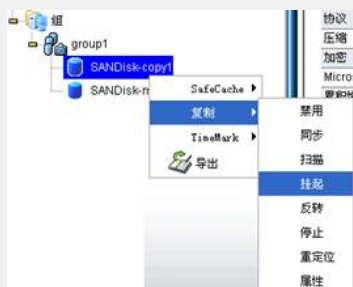 组
group1
SANDisk-copy1
SANDisk-r
SafeCache
复制
TimeMark
导出
禁用
同步
扫描
挂起
反转
停止
重定位
属性
协议
压缩
加密
Micro